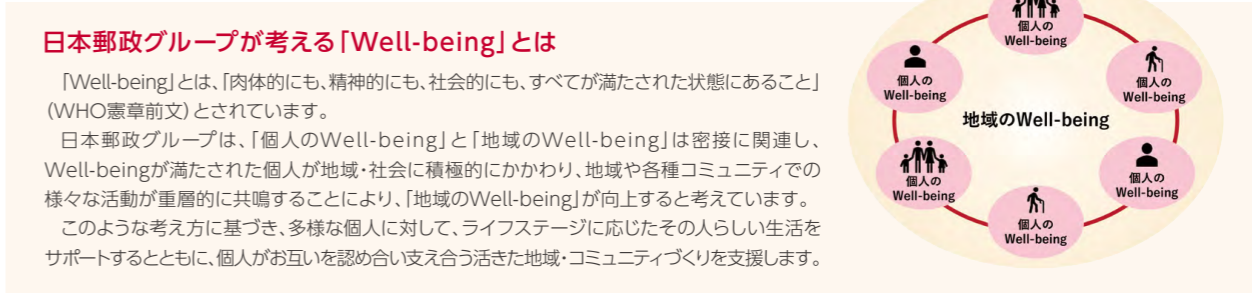 日本郵政グループが考える「Well-being」とは
「Well-being」とは、「肉体的にも、精神的にも、社会的にも、すべてが満たされた状態にあること」
（WHO憲章前文）とされています。
日本郵政グループは、「個人のWell-being」と「地域のWell-being」は密接に関連し、
Well-beingが満たされた個人が地域・社会に積極的にかかわり、地域や各種コミュニティでの
様々な活動が重層的に共鳴することにより、「地域のWell-being」が向上すると考えています。
このような考え方に基づき、多様な個人に対して、ライフステージに応じたその人らしい生活を
サポートするとともに、個人がお互いを認め合い支え合う活きた地域・コミュニティづくりを支援します。
個人の
Well-being
個人の
Well-being
個人の
Well-being
地域のWell-being
個人の
Well-being
個人の
Well-being
個人の
Well-being